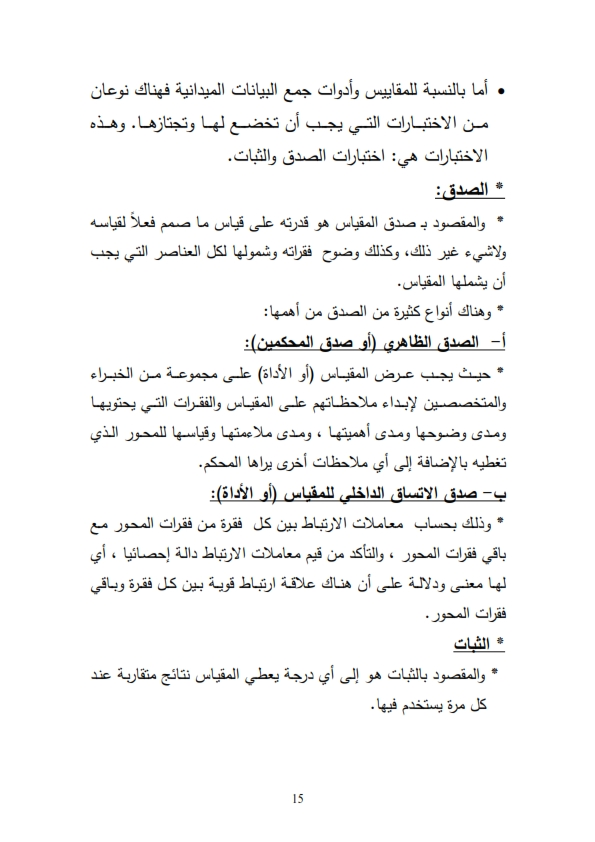 • أما بالنسبة للمقاييس وأدوات جمع البيانات الميدانية فهناك نوعان
من الاختبارات التي يجب أن تخضع لها وتجتازها. وهذه
الاختبارات هي: اختبارات الصدق والثبات.
* الصدق:
* والمقصود بـ صدق المقياس هو قدرته على قياس ما صمم فعلاً لقياسه
ولاشيء غير ذلك، وكذلك وضوح فقراته وشمولها لكل العناصر التي يجب
أن يشملها المقياس.
* وهناك أنواع كثيرة من الصدق من أهمها:
أ- الصدق الظاهري (أو صدق المحكمين):
* حيث يجب عرض المقياس (أو الأداة) على مجموعة من الخبراء
والمتخصصين لإبداء ملاحظاتهم على المقياس والفقرات التي يحتويها
ومدى وضوحها ومدى أهميتها ، ومدى ملاءمتها وقياسها للمحور الذي
تغطيه بالإضافة إلى أي ملاحظات أخرى يراها المحكم.
ب- صدق الاتساق الداخلي للمقياس (أو الأداة):
* وذلك بحساب معاملات الارتباط بين كل فقرة من فقرات المحور مع
باقي فقرات المحور ، والتأكد من قيم معاملات الارتباط دالة إحصائيا ، أي
لها معنى ودلالة على أن هناك علاقة ارتباط قوية بين كل فقرة وباقي
فقرات المحور.
* الثبات
* والمقصود بالثبات هو إلى أي درجة يعطي المقياس نتائج متقاربة عند
كل مرة يستخدم فيها.
15